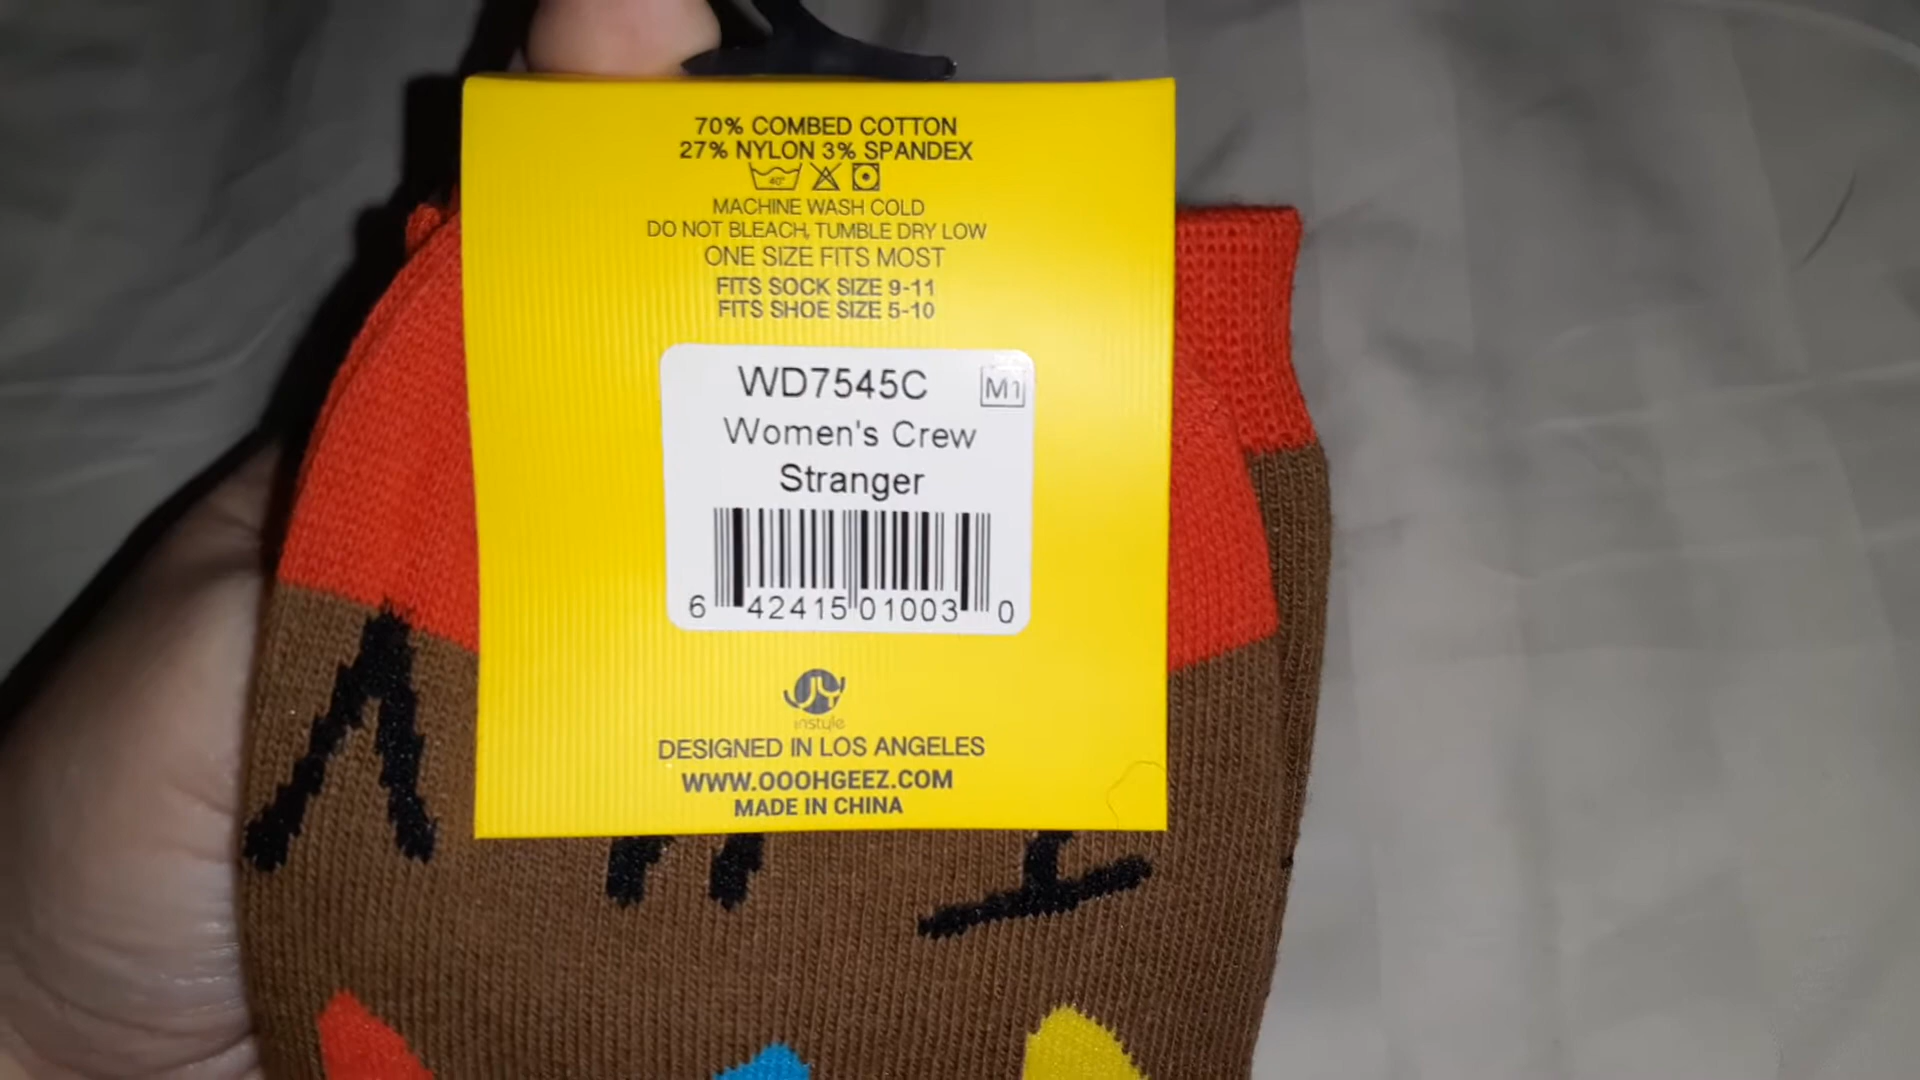 70% COMBED COTTON
27% NYLON 3% SPANDEX
40°
MACHINE WASH COLD
DO NOT BLEACH, TUMBLE DRY LOW
ONE SIZE FITS MOST
FITS SOCK SIZE 9-11
FITS SHOE SIZE 5-10
WD7545C M1
Women's Crew
Stranger
6 42415 01003 0
JY
instyle
DESIGNED IN LOS ANGELES
WWW.OOOHGEEZ.COM
MADE IN CHINA